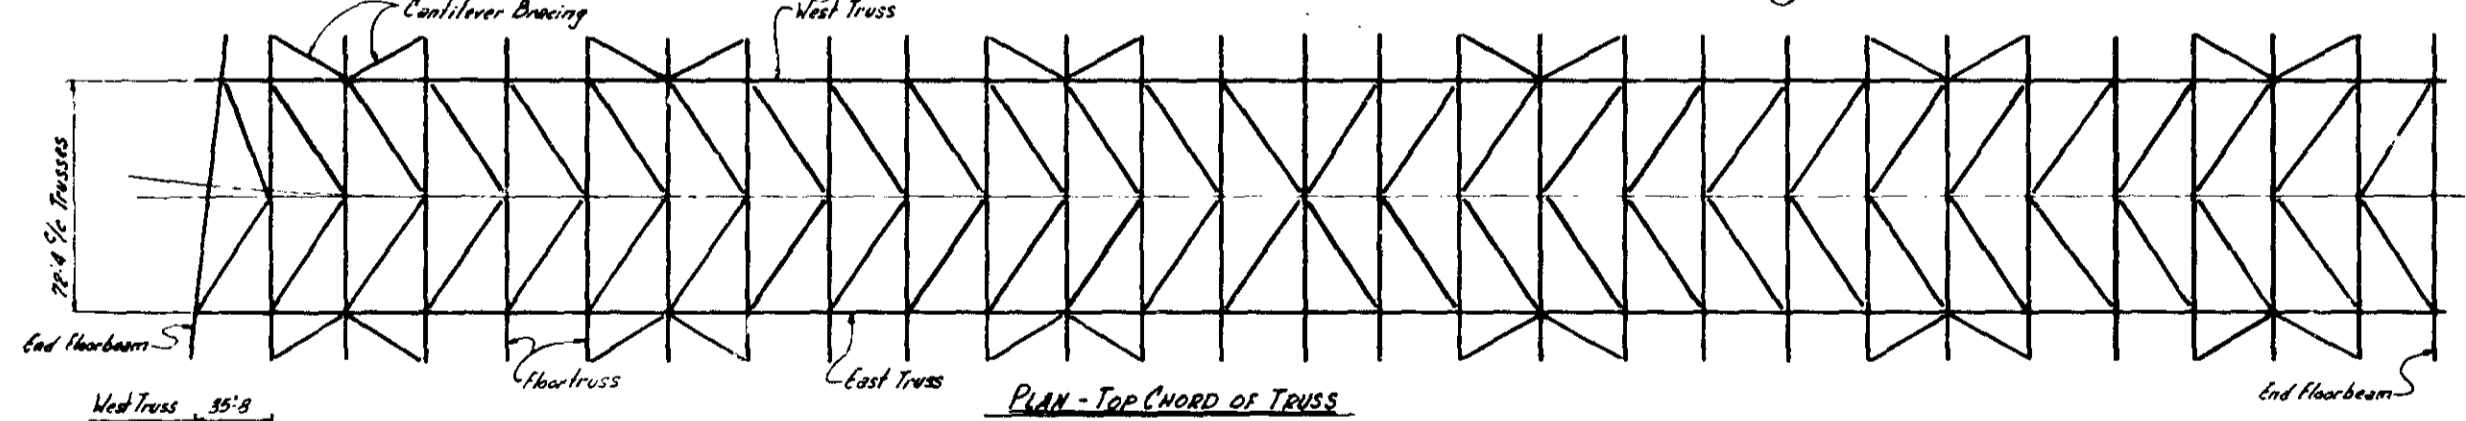 Cantilever Bracing
West Truss
72'-4 c/c Trusses
End Floorbeam
Floortruss
East Truss
PLAN - TOP CHORD OF TRUSS
End Floorbeam
West Truss 35'-8